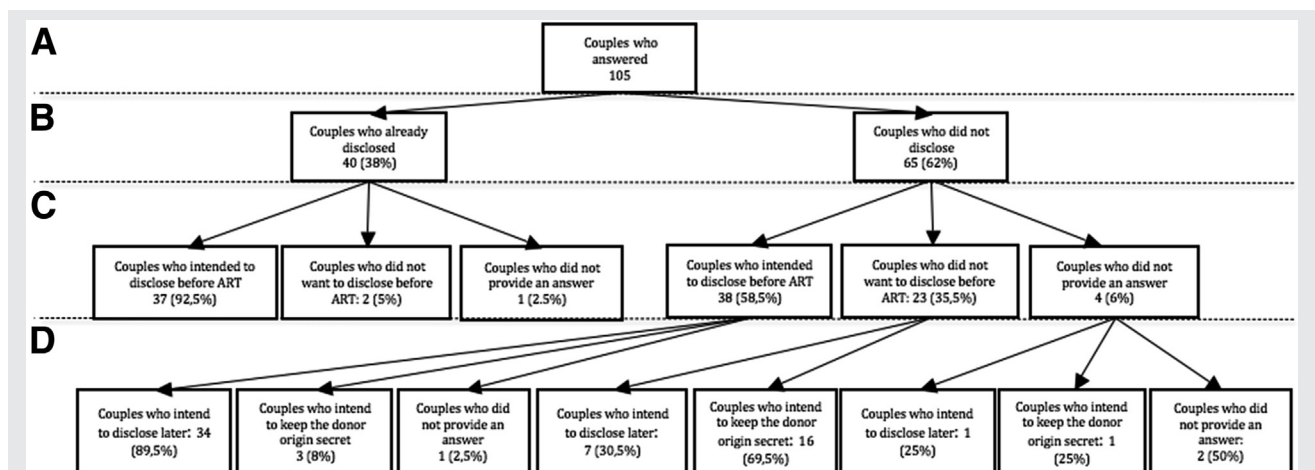 A
Couples who
answered
105
B
Couples who already
disclosed
40 (38%)
Couples who did not
disclose
65 (62%)
C
Couples who intended to
disclose before ART
37 (92,5%)
Couples who did not
want to disclose before
ART: 2 (5%)
Couples who did not
provide an answer
1 (2.5%)
Couples who intended
to disclose before ART
38 (58,5%)
Couples who did not
want to disclose before
ART: 23 (35,5%)
Couples who did not
provide an answer
4 (6%)
D
Couples who intend
to disclose later: 34
(89,5%)
Couples who intend
to keep the donor
origin secret
3 (8%)
Couples who did
not provide an
answer
1 (2,5%)
Couples who intend
to disclose later:
7 (30,5%)
Couples who intend
to keep the donor
origin secret: 16
(69,5%)
Couples who intend
to disclose later: 1
(25%)
Couples who intend
to keep the donor
origin secret: 1
(25%)
Couples who did
not provide an
answer:
2 (50%)